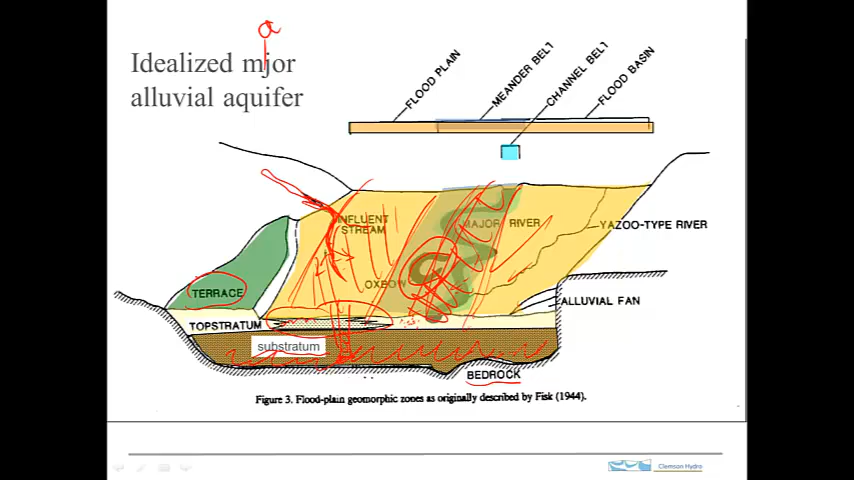 a
Idealized mjor
alluvial aquifer
FLOOD PLAIN
MEANDER BELT
CHANNEL BELT
FLOOD BASIN
INFLUENT
STREAM
MAJOR RIVER
YAZOO-TYPE RIVER
OXBOW
TERRACE
ALLUVIAL FAN
TOPSTRATUM
substratum
BEDROCK
Figure 3. Flood-plain geomorphic zones as originally described by Fisk (1944).
Clemson Hydro